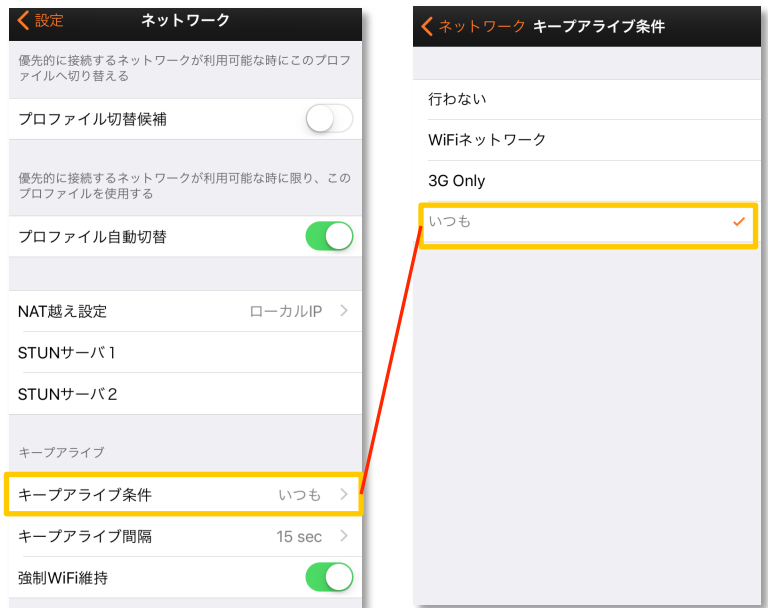 設定
ネットワーク
優先的に接続するネットワークが利用可能な時にこのプロフ
ァイルへ切り替える
プロファイル切替候補
優先的に接続するネットワークが利用可能な時に限り、この
プロファイルを使用する
プロファイル自動切替
NAT越え設定 ローカルIP
STUNサーバ1
STUNサーバ2
キープアライブ
キープアライブ条件 いつも
キープアライブ間隔 15 sec
強制WiFi維持
ネットワーク キープアライブ条件
行わない
WiFiネットワーク
3G Only
いつも